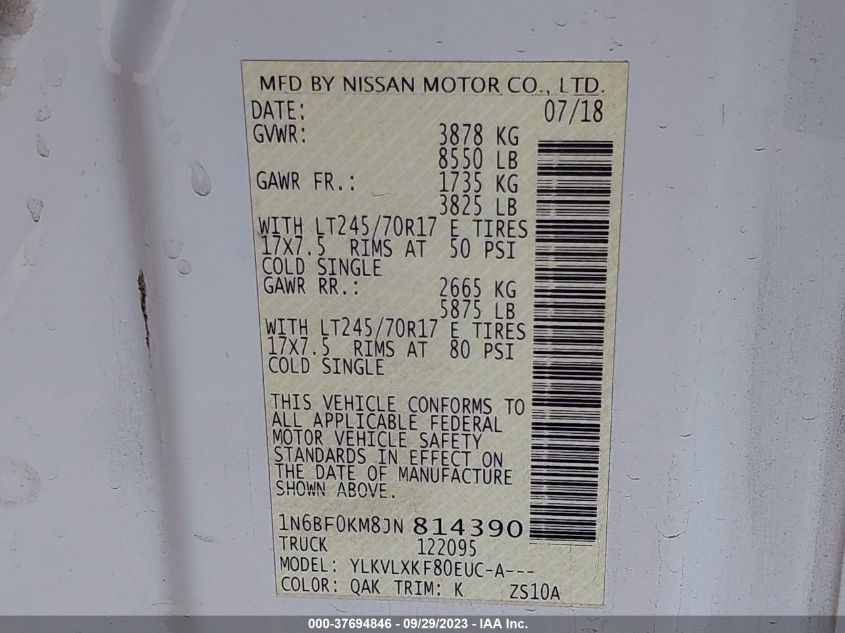 MFD BY NISSAN MOTOR CO., LTD.
DATE: 07/18
GVWR: 3878 KG
8550 LB
GAWR FR.: 1735 KG
3825 LB
WITH LT245/70R17 E TIRES
17X7.5 RIMS AT 50 PSI
COLD SINGLE
GAWR RR.: 2665 KG
5875 LB
WITH LT245/70R17 E TIRES
17X7.5 RIMS AT 80 PSI
COLD SINGLE
THIS VEHICLE CONFORMS TO
ALL APPLICABLE FEDERAL
MOTOR VEHICLE SAFETY
STANDARDS IN EFFECT ON
THE DATE OF MANUFACTURE
SHOWN ABOVE.
1N6BF0KM8JN 814390
TRUCK 122095
MODEL: YLKVLXKF80EUC-A---
COLOR: QAK TRIM: K ZS10A
000-37694846 - 09/29/2023 - IAA Inc.